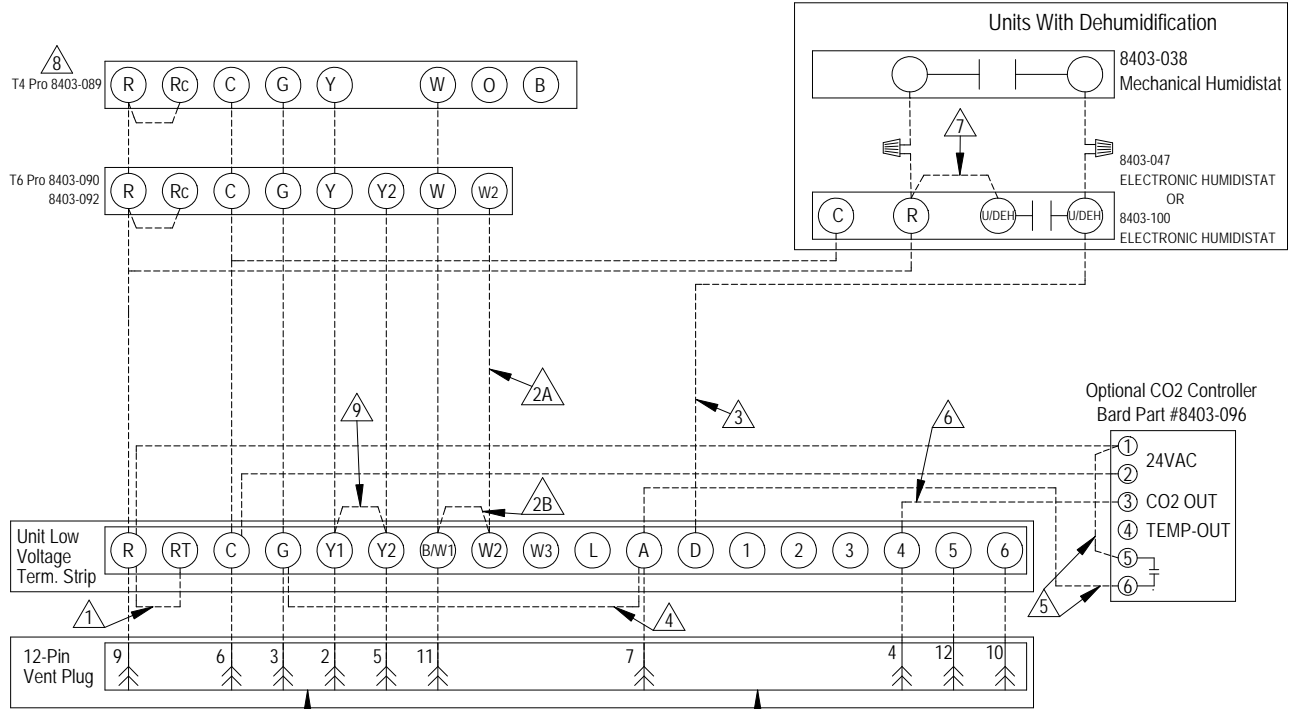 Units With Dehumidification
8403-038
Mechanical Humidistat
8
T4 Pro 8403-089
R Rc C G Y W O B
7
8403-047
ELECTRONIC HUMIDISTAT
OR
8403-100
ELECTRONIC HUMIDISTAT
T6 Pro 8403-090
8403-092
R Rc C G Y Y2 W W2
C R U/DEH U/DEH
2A
3
9
6
2B
Optional CO2 Controller
Bard Part #8403-096
1
24VAC
2
3 CO2 OUT
4 TEMP-OUT
5
6
5
Unit Low
Voltage
Term. Strip
R RT C G Y1 Y2 B/W1 W2 W3 L A D 1 2 3 4 5 6
1
4
12-Pin
Vent Plug
9 6 3 2 5 11 7 4 12 10